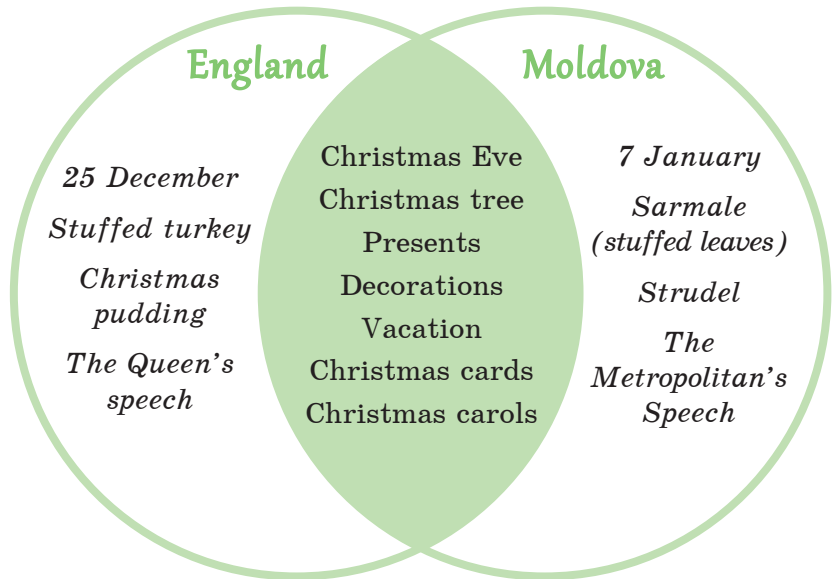 England
25 December
Stuffed turkey
Christmas
pudding
The Queen's
speech
Christmas Eve
Christmas tree
Presents
Decorations
Vacation
Christmas cards
Christmas carols
Moldova
7 January
Sarmale
(stuffed leaves)
Strudel
The
Metropolitan's
Speech